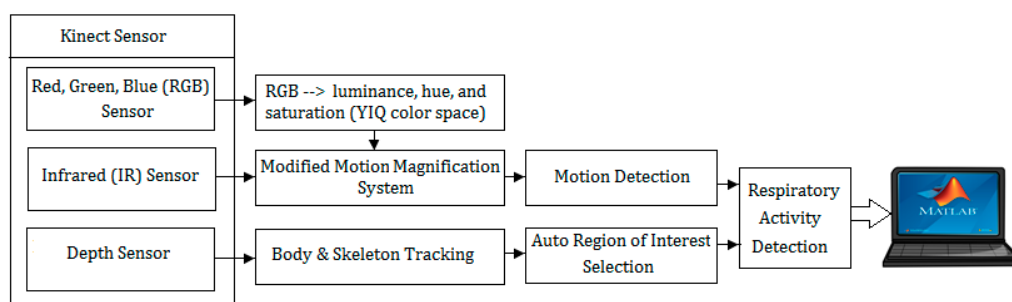 Kinect Sensor
Red, Green, Blue (RGB)
Sensor
RGB --> luminance, hue, and
saturation (YIQ color space)
Infrared (IR) Sensor
Modified Motion Magnification
System
Motion Detection
Respiratory
Activity
Detection
MATLAB
Depth Sensor
Body & Skeleton Tracking
Auto Region of Interest
Selection